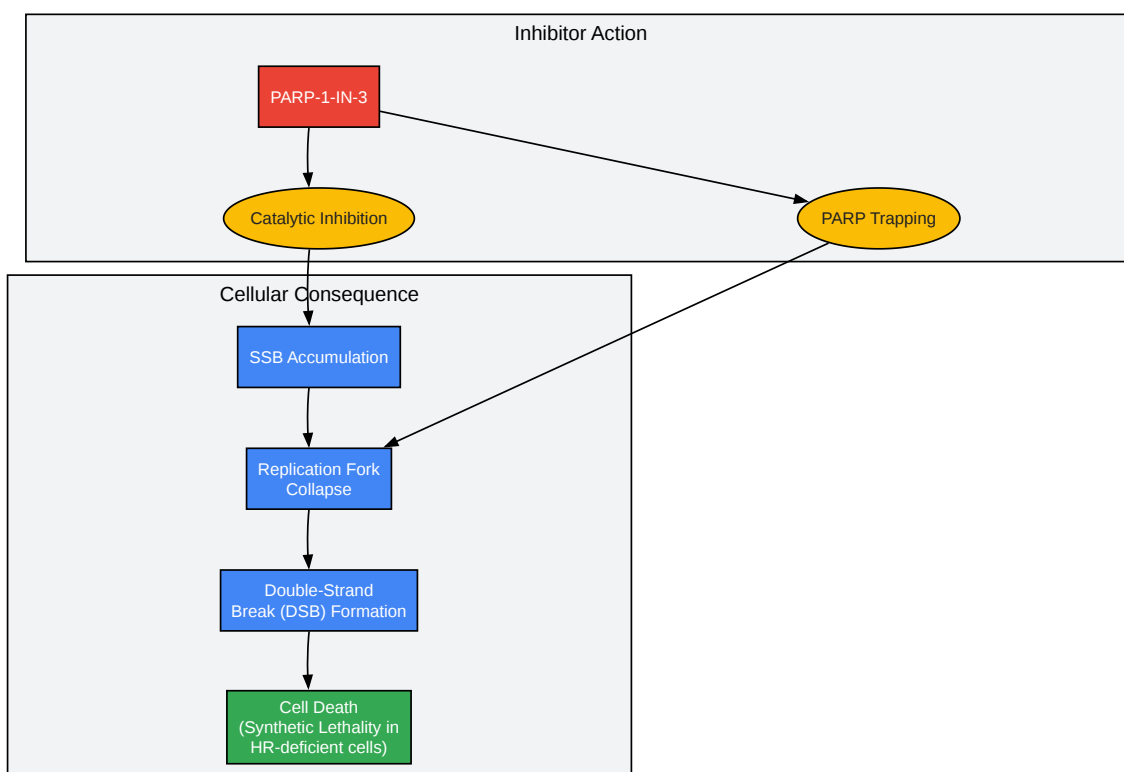 Inhibitor Action
PARP-1-IN-3
Catalytic Inhibition
PARP Trapping
Cellular Consequence
SSB Accumulation
Replication Fork
Collapse
Double-Strand
Break (DSB) Formation
Cell Death
(Synthetic Lethality in
HR-deficient cells)